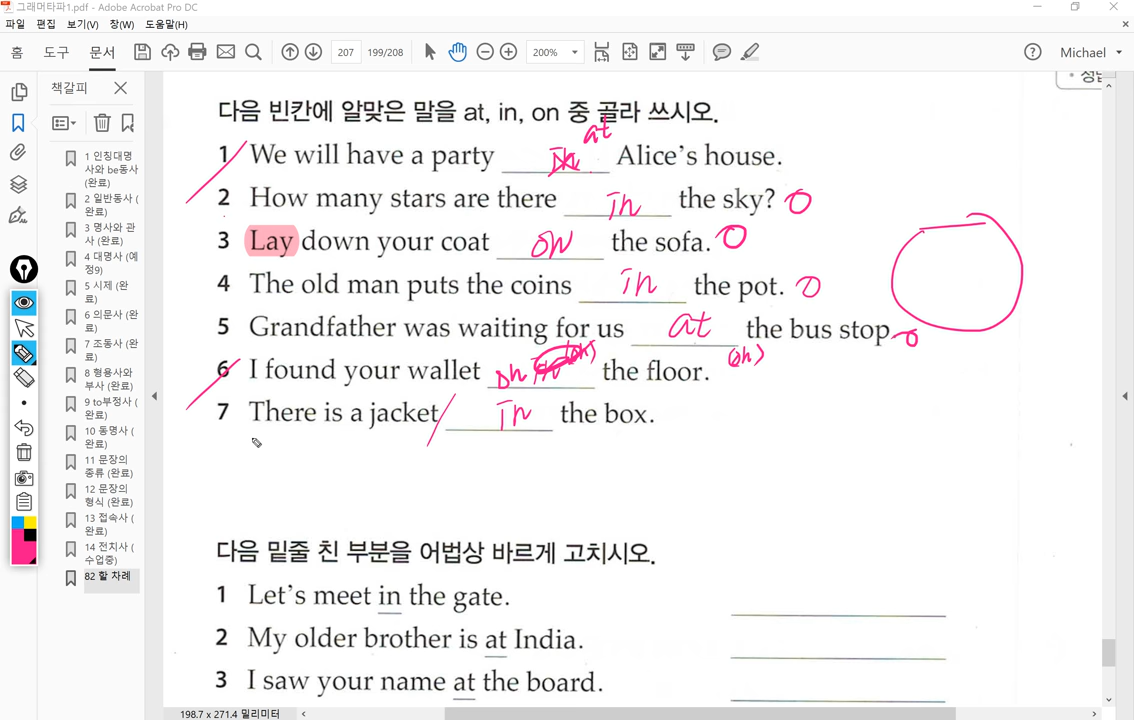 그래머타파1.pdf - Adobe Acrobat Pro DC
파일 편집 보기(V) 창(W) 도움말(H)
홈 도구 문서 207 199/208 200% Michael
책갈피
1 인칭대명사와 be동사 (완료)
2 일반동사 (완료)
3 명사와 관사 (완료)
4 대명사 (예정9)
5 시제 (완료)
6 의문사 (완료)
7 조동사 (완료)
8 형용사와 부사 (완료)
9 to부정사 (완료)
10 동명사 (완료)
11 문장의 종류 (완료)
12 문장의 형식 (완료)
13 접속사 (완료)
14 전치사 (수업중)
82 할 차례
다음 빈칸에 알맞은 말을 at, in, on 중 골라 쓰시오.
at
1 We will have a party in Alice's house.
2 How many stars are there in the sky?
3 Lay down your coat on the sofa.
4 The old man puts the coins in the pot.
5 Grandfather was waiting for us at the bus stop.
(on)
6 I found your wallet on in (on) the floor.
7 There is a jacket in the box.
다음 밑줄 친 부분을 어법상 바르게 고치시오.
1 Let's meet in the gate.
2 My older brother is at India.
3 I saw your name at the board.
198.7 x 271.4 밀리미터